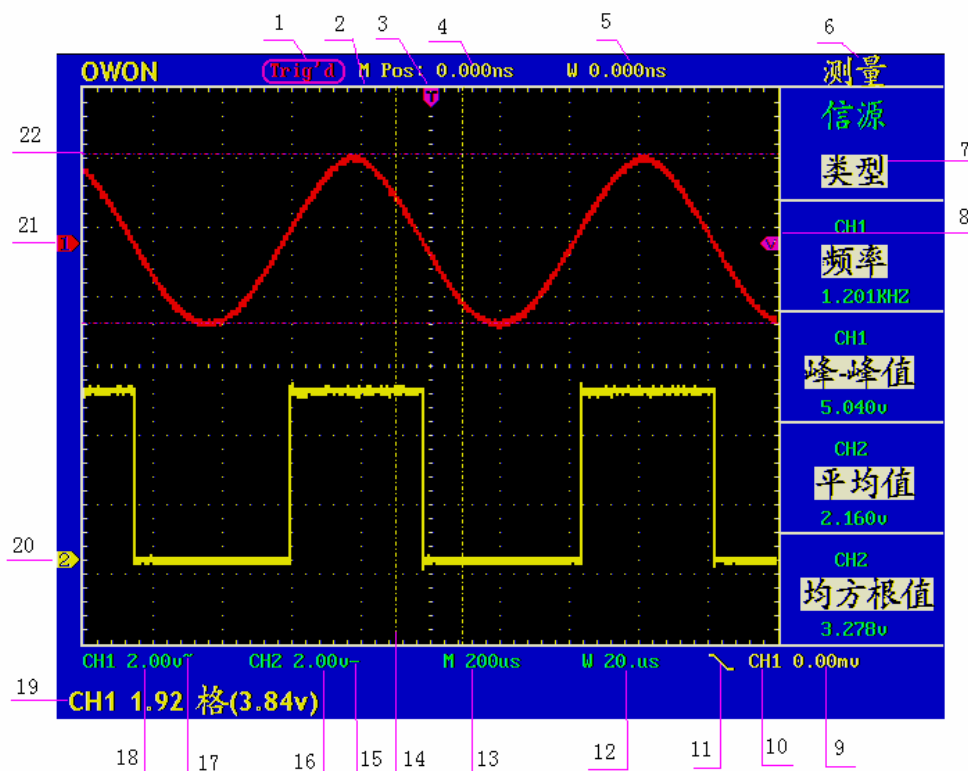 1 2 3 4 5 6
OWON Trig'd M Pos: 0.000ns W 0.000ns 测量
T
信源
类型
7
22
8
21
1
V
CH1
频率
1.201KHZ
CH1
峰-峰值
5.040v
CH2
平均值
2.160v
20
2
CH2
均方根值
3.278v
CH1 2.00v~ CH2 2.00v— M 200us W 20.us CH1 0.00mv
19
CH1 1.92 格(3.84v)
18 17 16 15 14 13 12 11 10 9